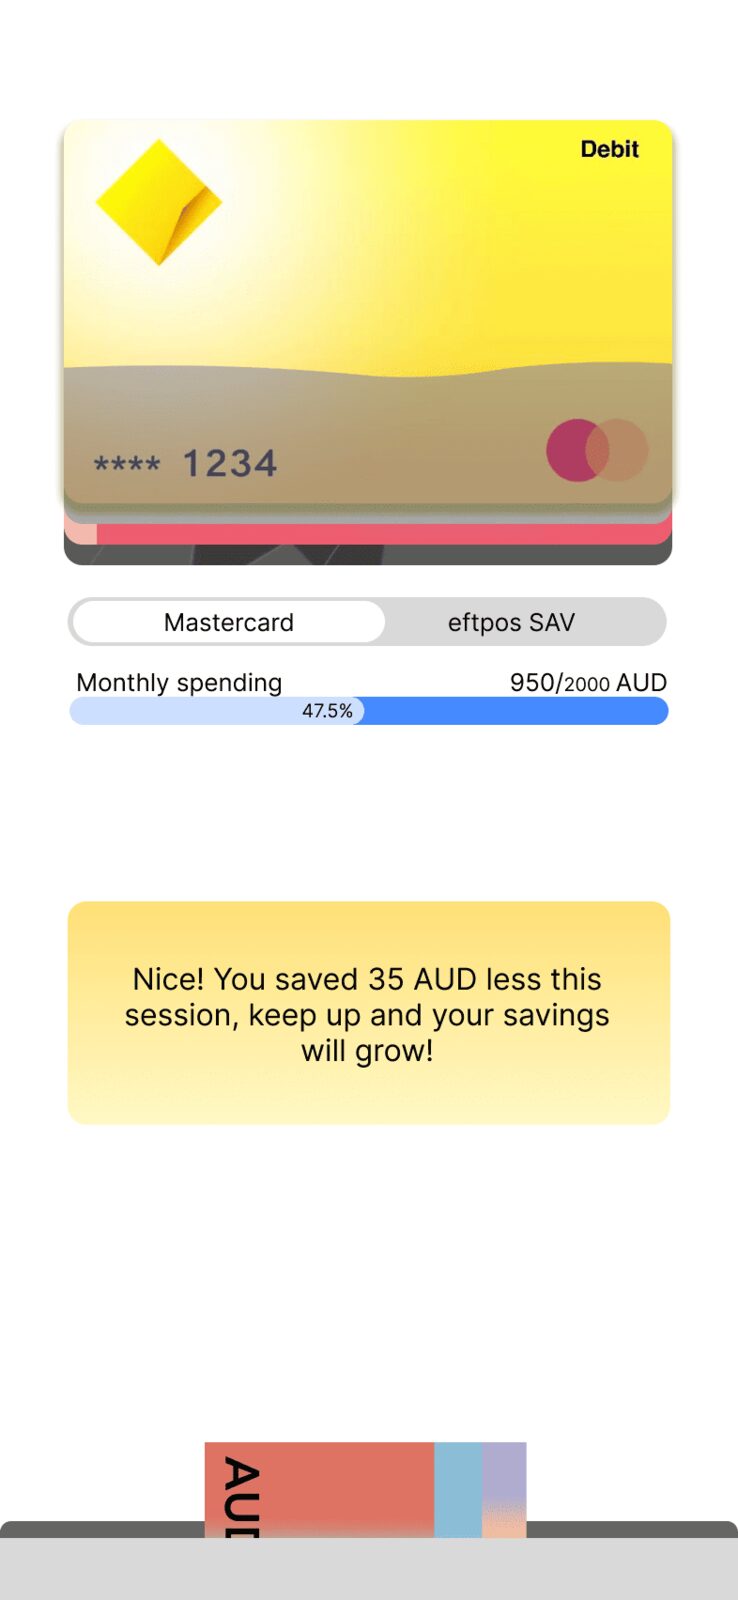 Debit
**** 1234
Mastercard
eftpos SAV
Monthly spending
950/2000 AUD
47.5%
Nice! You saved 35 AUD less this
session, keep up and your savings
will grow!
AUD